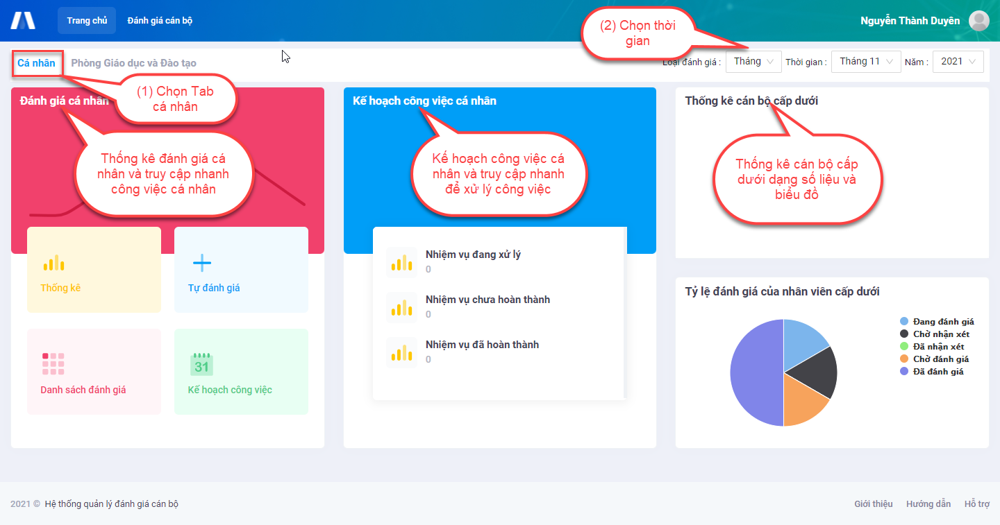 Trang chủ
Đánh giá cán bộ
Nguyễn Thành Duyên
(2) Chọn thời
gian
Cá nhân
Phòng Giáo dục và Đào tạo
Loại đánh giá :
Tháng
Thời gian :
Tháng 11
Năm :
2021
(1) Chọn Tab
cá nhân
Đánh giá cá nhân
Thống kê đánh giá cá
nhân và truy cập nhanh
công việc cá nhân
Thống kê
Tự đánh giá
Danh sách đánh giá
31
Kế hoạch công việc
Kế hoạch công việc cá nhân
Kế hoạch công việc cá
nhân và truy cập nhanh
để xử lý công việc
Nhiệm vụ đang xử lý
0
Nhiệm vụ chưa hoàn thành
0
Nhiệm vụ đã hoàn thành
0
Thống kê cán bộ cấp dưới
Thống kê cán bộ cấp
dưới dạng số liệu và
biểu đồ
Tỷ lệ đánh giá của nhân viên cấp dưới
Đang đánh giá
Chờ nhận xét
Đã nhận xét
Chờ đánh giá
Đã đánh giá
2021 © Hệ thống quản lý đánh giá cán bộ
Giới thiệu
Hướng dẫn
Hỗ trợ